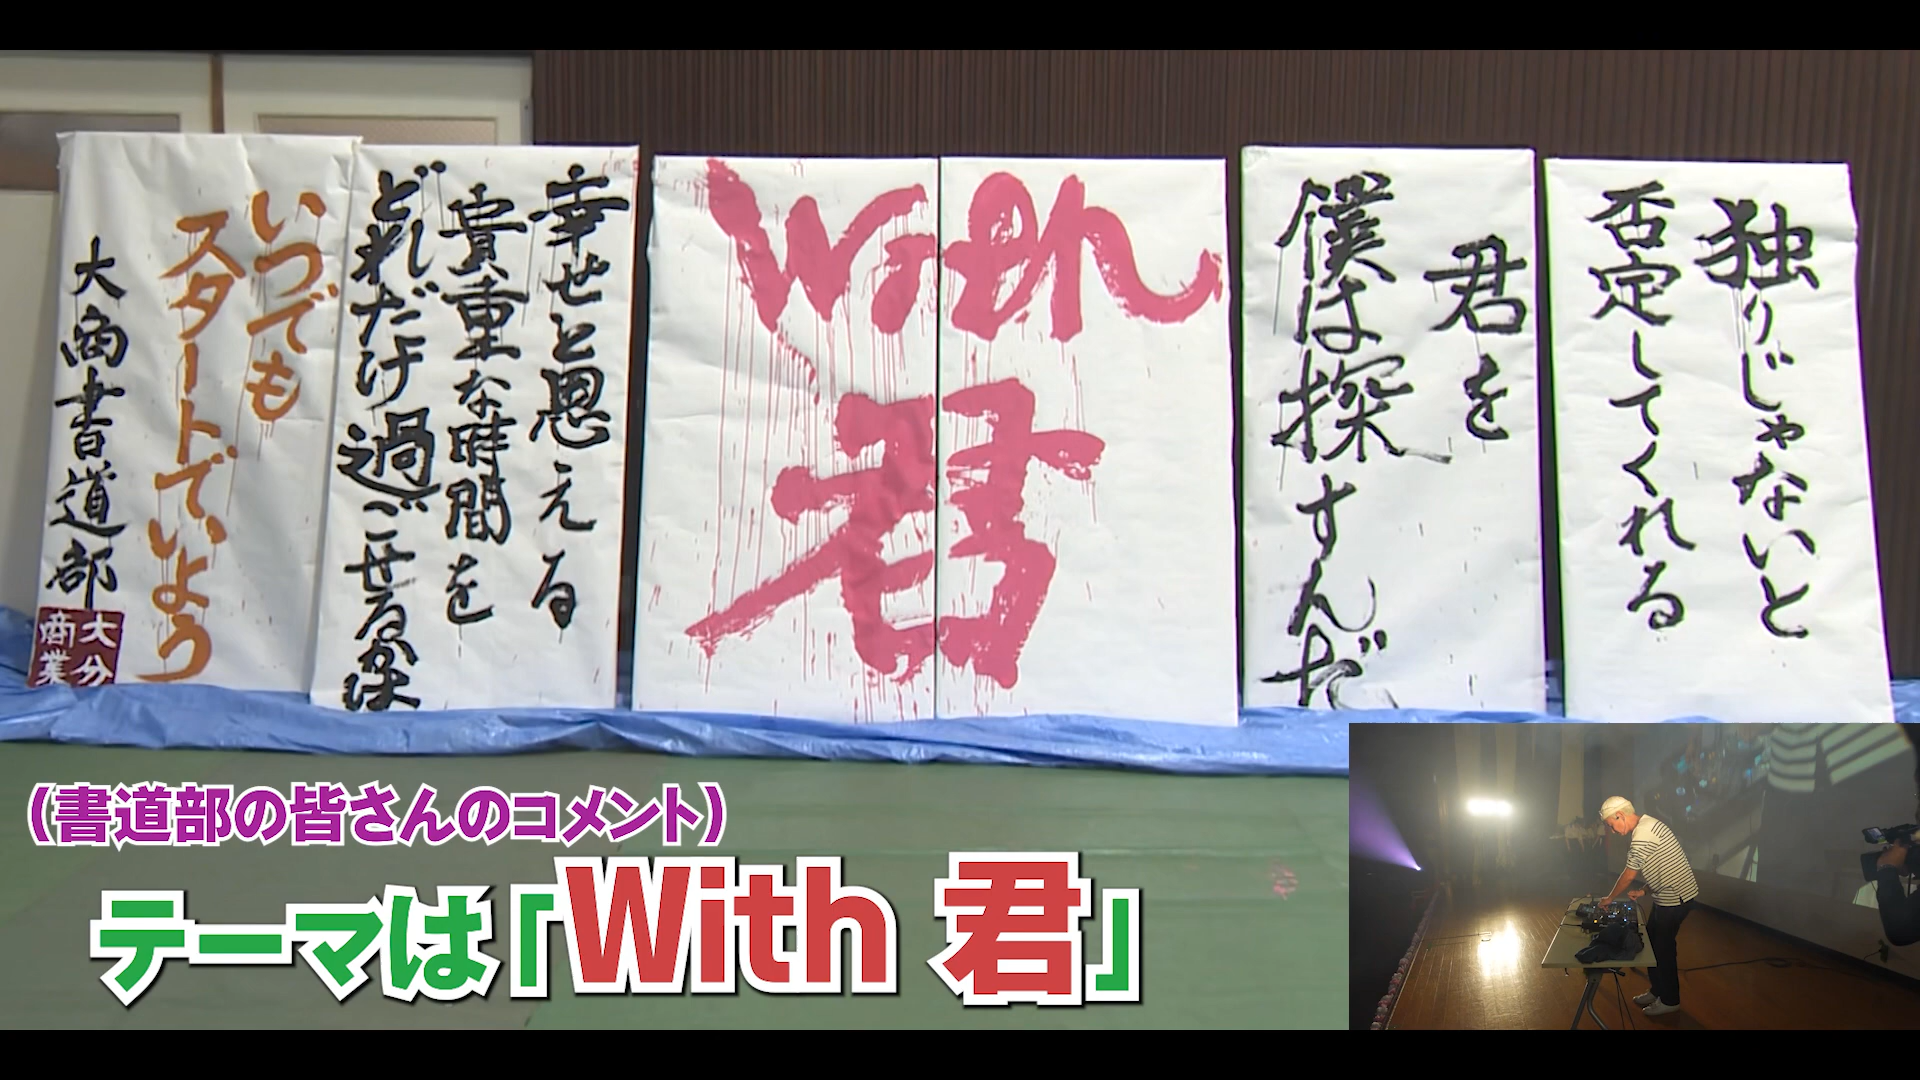 独りじゃないと
否定してくれる
君を
僕は探すんだ
With
君
幸せと思える
貴重な時間を
どれだけ過ごせるかは
いつでも
スタートでいよう
大商書道部
大分
商業
(書道部の皆さんのコメント)
テーマは「With 君」